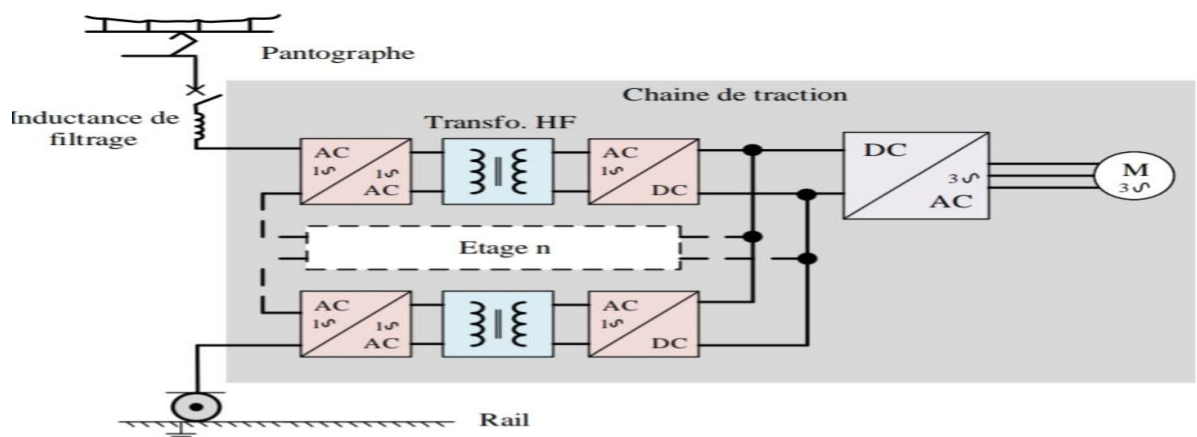 Pantographe
Chaine de traction
Inductance de
filtrage
Transfo. HF
AC
1∿
1∿
AC
AC
1∿
DC
DC
3∿
AC
M
3∿
Etage n
AC
1∿
1∿
AC
AC
1∿
DC
Rail